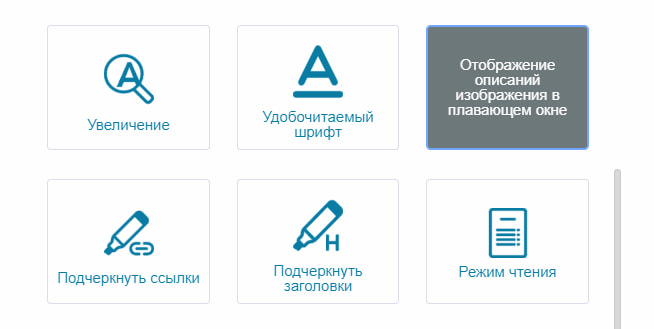 Увеличение
Удобочитаемый
шрифт
Отображение
описаний
изображения в
плавающем окне
Подчеркнуть ссылки
Подчеркнуть
заголовки
Режим чтения